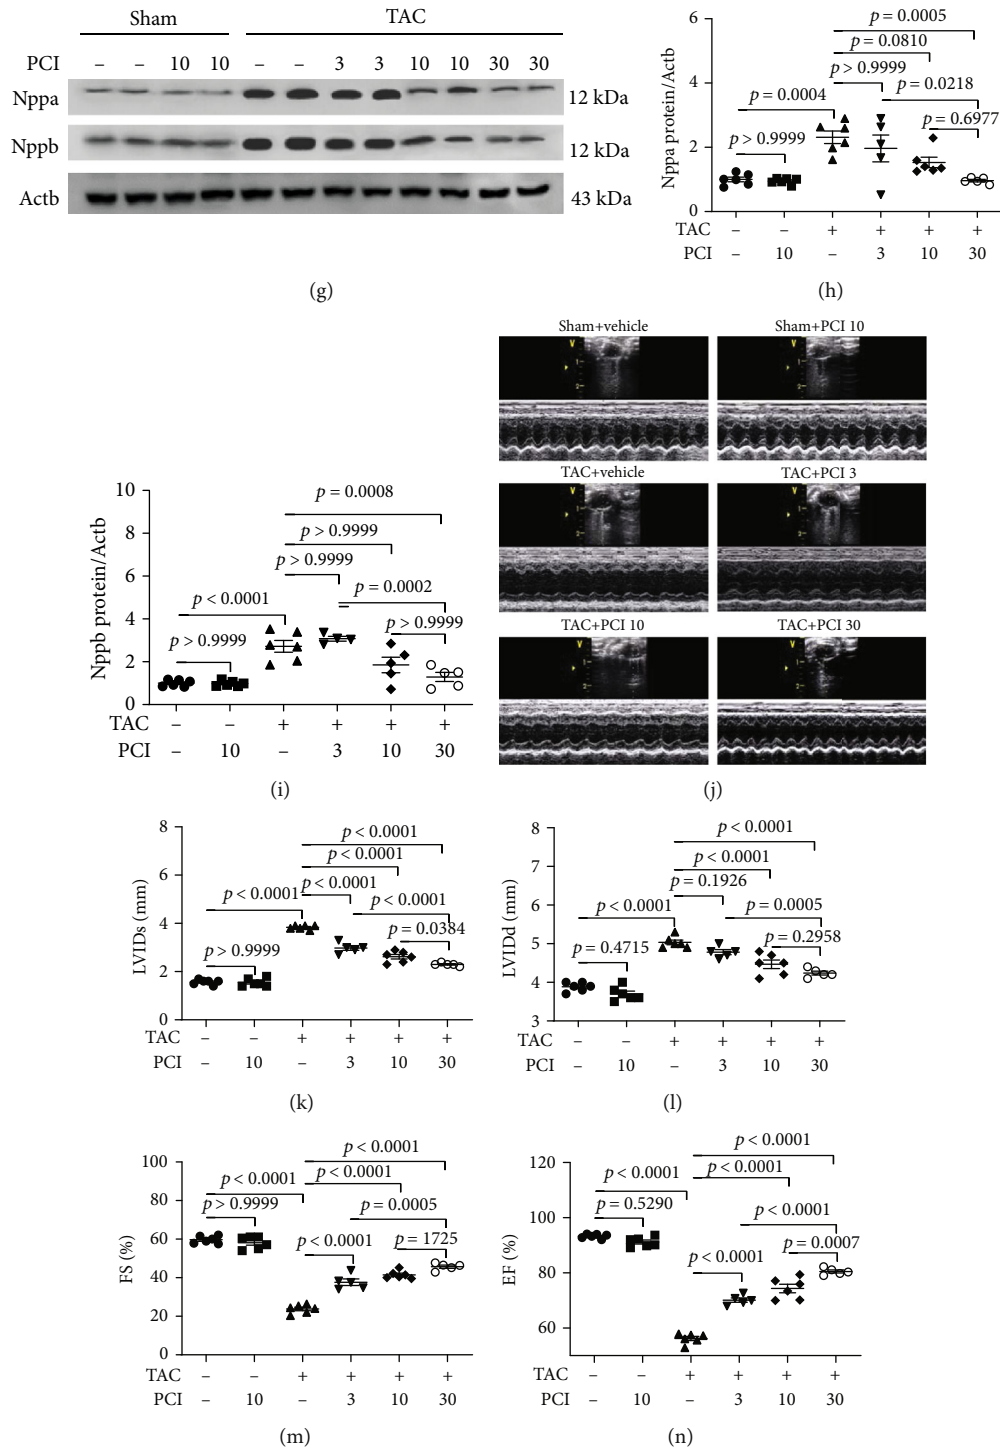 Sham TAC
PCI – – 10 10 – – 3 3 10 10 30 30
Nppa 12 kDa
Nppb 12 kDa
Actb 43 kDa
(g)
Nppa protein/Actb
6
4
2
0
p = 0.0005
p = 0.0810
p > 0.9999
p = 0.0218
p = 0.0004
p = 0.6977
p > 0.9999
TAC – – + + + +
PCI – 10 – 3 10 30
(h)
Nppb protein/Actb
10
8
6
4
2
0
p = 0.0008
p > 0.9999
p > 0.9999
p = 0.0002
p < 0.0001
p > 0.9999
p > 0.9999
TAC – – + + + +
PCI – 10 – 3 10 30
(i)
Sham+vehicle Sham+PCI 10
TAC+vehicle TAC+PCI 3
TAC+PCI 10 TAC+PCI 30
(j)
LVIDs (mm)
8
6
4
2
0
p < 0.0001
p < 0.0001
p < 0.0001
p < 0.0001
p < 0.0001
p = 0.0384
p > 0.9999
TAC – – + + + +
PCI – 10 – 3 10 30
(k)
LVIDd (mm)
8
7
6
5
4
3
p < 0.0001
p < 0.0001
p = 0.1926
p < 0.0001
p = 0.0005
p = 0.2958
p = 0.4715
TAC – – + + + +
PCI – 10 – 3 10 30
(l)
FS (%)
100
80
60
40
20
0
p < 0.0001
p < 0.0001
p < 0.0001
p > 0.9999
p = 0.0005
p = 1725
p < 0.0001
TAC – – + + + +
PCI – 10 – 3 10 30
(m)
EF (%)
120
100
80
60
p < 0.0001
p < 0.0001
p < 0.0001
p = 0.5290
p < 0.0001
p = 0.0007
p < 0.0001
TAC – – + + + +
PCI – 10 – 3 10 30
(n)